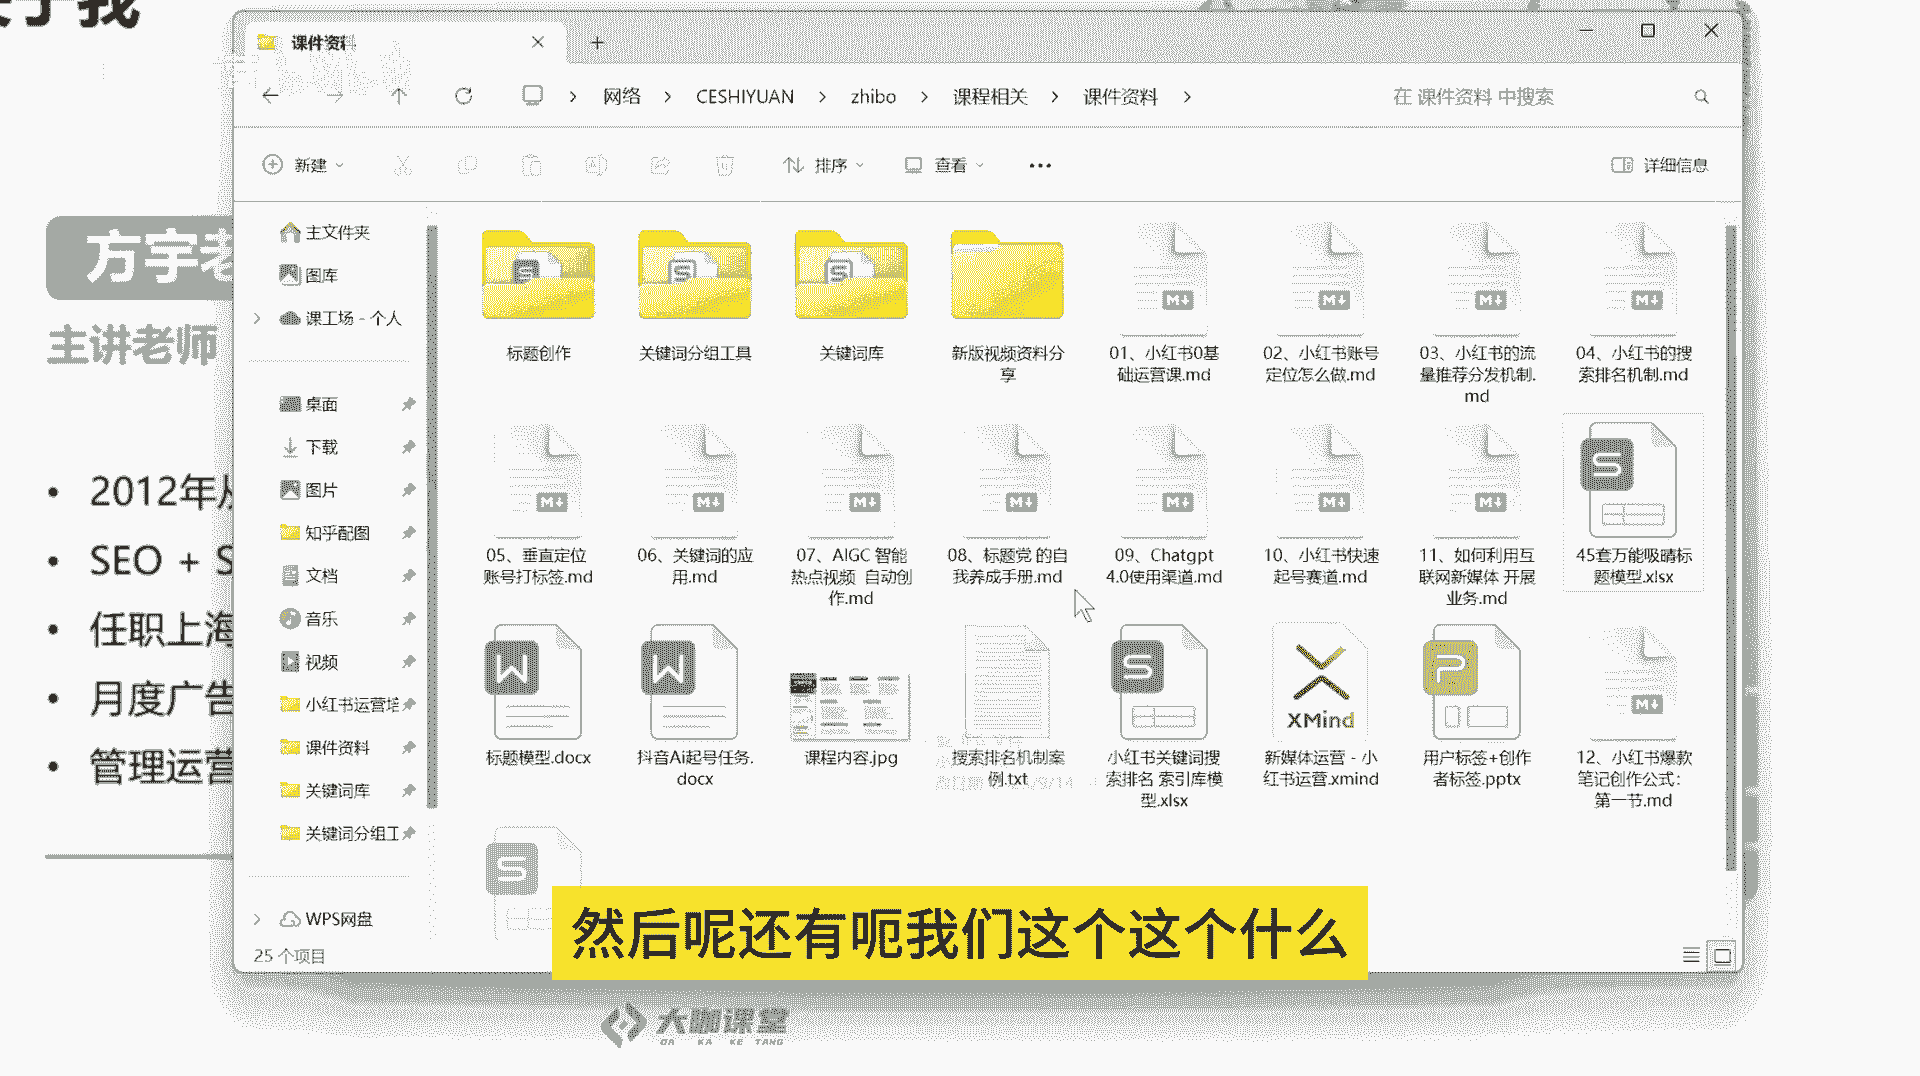 课件资料
网络
CESHIYUAN
zhibo
课程相关
课件资料
在 课件资料 中搜索
新建
排序
查看
详细信息
方宇老
主讲老师
2012年从
SEO + S
任职上海
月度广告
管理运营
主文件夹
图库
课工场 - 个人
桌面
下载
图片
知乎配图
文档
音乐
视频
小红书运营培
课件资料
关键词库
关键词分组工
WPS网盘
25 个项目
标题创作
关键词分组工具
关键词库
新版视频资料分
享
01、小红书0基
础运营课.md
02、小红书账号
定位怎么做.md
03、小红书的流
量推荐分发机制.
md
04、小红书的搜
索排名机制.md
05、垂直定位
账号打标签.md
06、关键词的应
用.md
07、AIGC 智能
热点视频 自动创
作.md
08、标题党 的自
我养成手册.md
09、Chatgpt
4.0使用渠道.md
10、小红书快速
起号赛道.md
11、如何利用互
联网新媒体 开展
业务.md
45套万能吸睛标
题模型.xlsx
标题模型.docx
抖音Ai起号任务.
docx
课程内容.jpg
搜索排名机制案
例.txt
小红书关键词搜
索排名 索引库模
型.xlsx
XMind
新媒体运营 - 小
红书运营.xmind
用户标签+创作
者标签.pptx
12、小红书爆款
笔记创作公式：
第一节.md
然后呢还有呃我们这个这个什么
大咖课堂
DA KA KE TANG